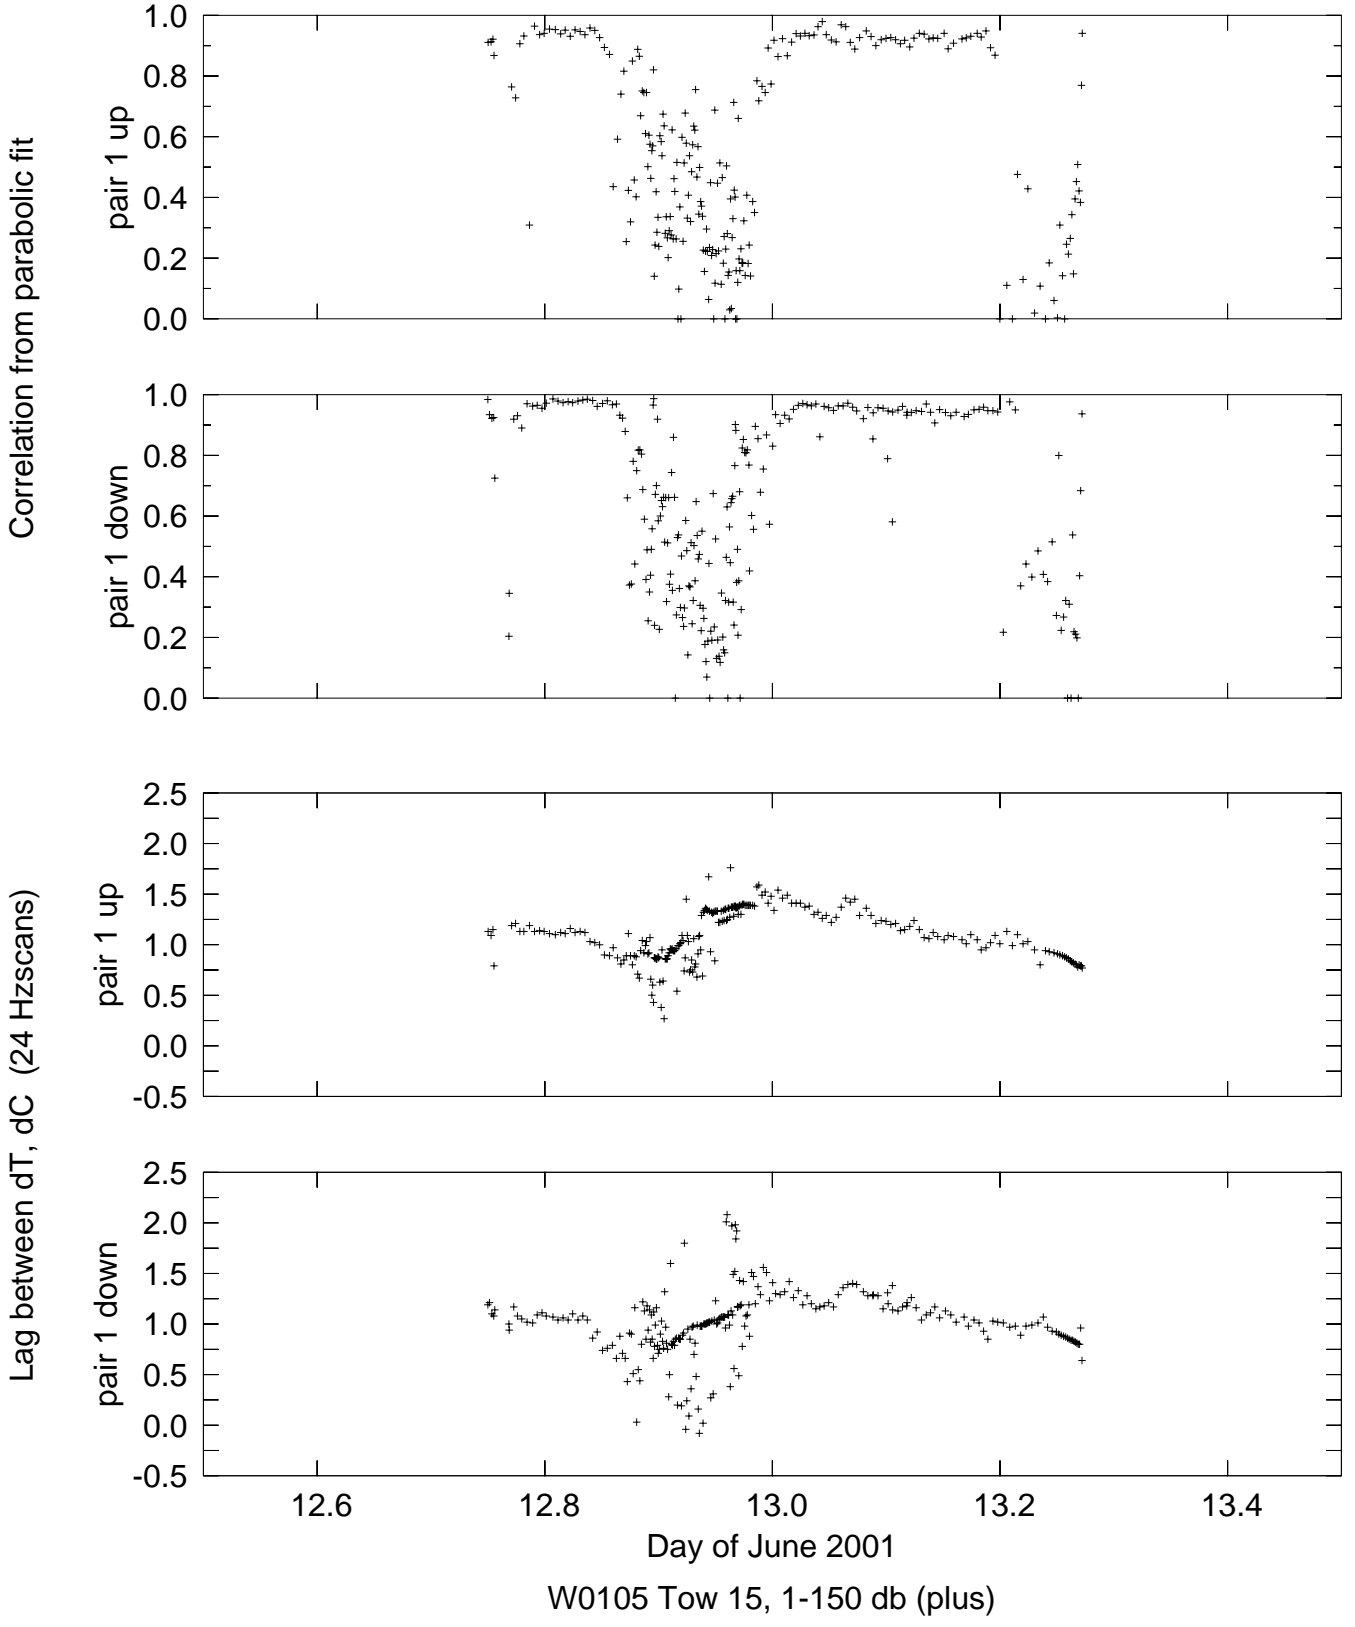 Correlation from parabolic fit
pair 1 up
1.0
0.8
0.6
0.4
0.2
0.0
pair 1 down
1.0
0.8
0.6
0.4
0.2
0.0
Lag between dT, dC (24 Hzscans)
pair 1 up
2.5
2.0
1.5
1.0
0.5
0.0
-0.5
pair 1 down
2.5
2.0
1.5
1.0
0.5
0.0
-0.5
12.6 12.8 13.0 13.2 13.4
Day of June 2001
W0105 Tow 15, 1-150 db (plus)